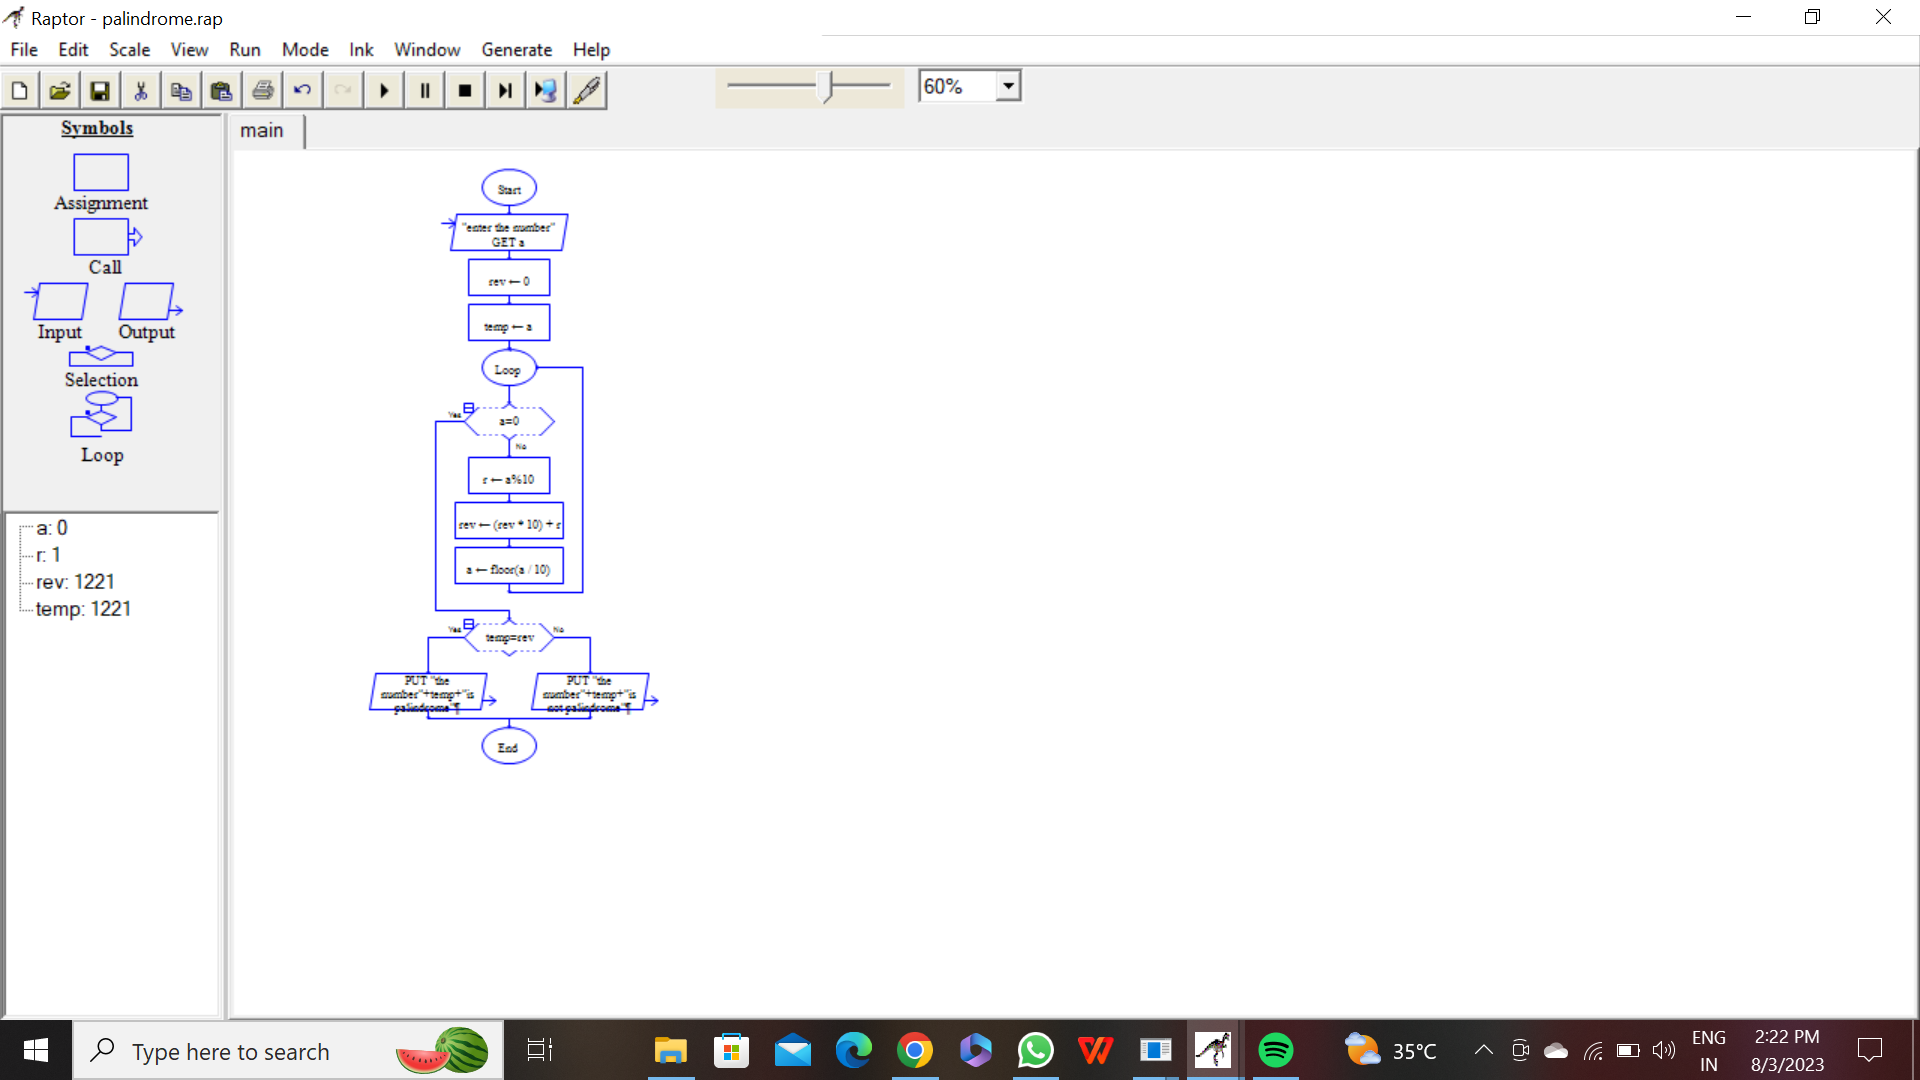 Raptor - palindrome.rap
File Edit Scale View Run Mode Ink Window Generate Help
60%
Symbols
Assignment
Call
Input Output
Selection
Loop
a: 0
r: 1
rev: 1221
temp: 1221
main
Start
"enter the number"
GET a
rev ← 0
temp ← a
Loop
Yes
a=0
No
r ← a%10
rev ← (rev * 10) + r
a ← floor(a / 10)
Yes
temp=rev
No
PUT "the
number"+temp+"is
palindrome"¶
PUT "the
number"+temp+"is
not palindrome"¶
End
Type here to search
35°C
ENG
IN
2:22 PM
8/3/2023